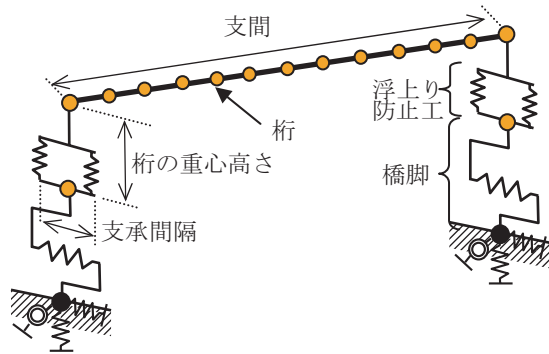 支間
浮上り
防止工
桁
桁の重心高さ
橋脚
支承間隔